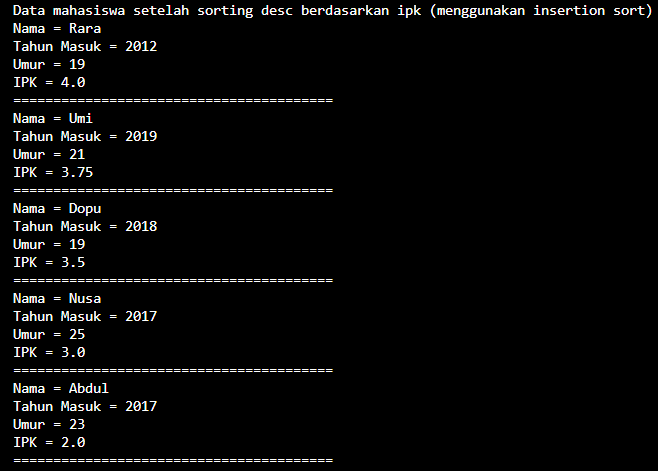 Data mahasiswa setelah sorting desc berdasarkan ipk (menggunakan insertion sort)
Nama = Rara
Tahun Masuk = 2012
Umur = 19
IPK = 4.0
========================================
Nama = Umi
Tahun Masuk = 2019
Umur = 21
IPK = 3.75
========================================
Nama = Dopu
Tahun Masuk = 2018
Umur = 19
IPK = 3.5
========================================
Nama = Nusa
Tahun Masuk = 2017
Umur = 25
IPK = 3.0
========================================
Nama = Abdul
Tahun Masuk = 2017
Umur = 23
IPK = 2.0
========================================